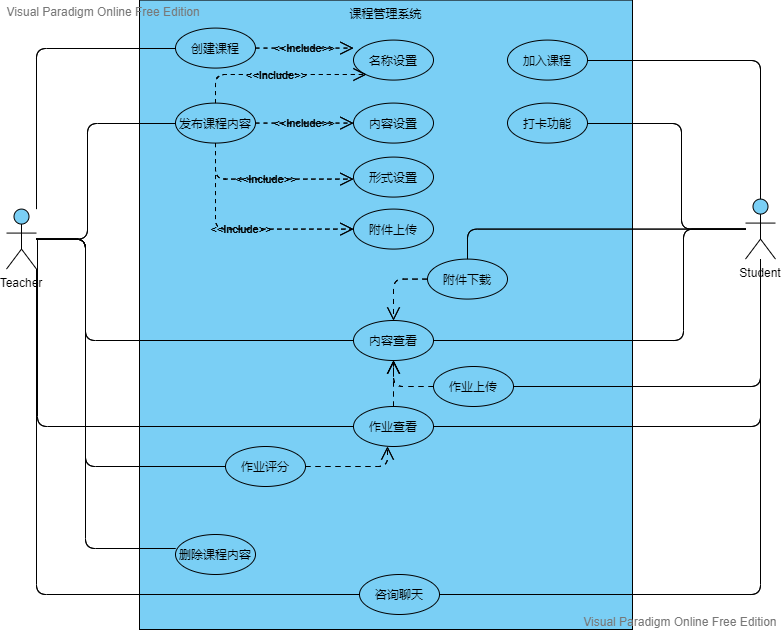 Visual Paradigm Online Free Edition
课程管理系统
创建课程
<<Include>>
名称设置
加入课程
<<Include>>
发布课程内容
<<Include>>
内容设置
打卡功能
<<Include>>
形式设置
<<Include>>
附件上传
Teacher
Student
附件下载
内容查看
作业上传
作业查看
作业评分
删除课程内容
咨询聊天
Visual Paradigm Online Free Edition